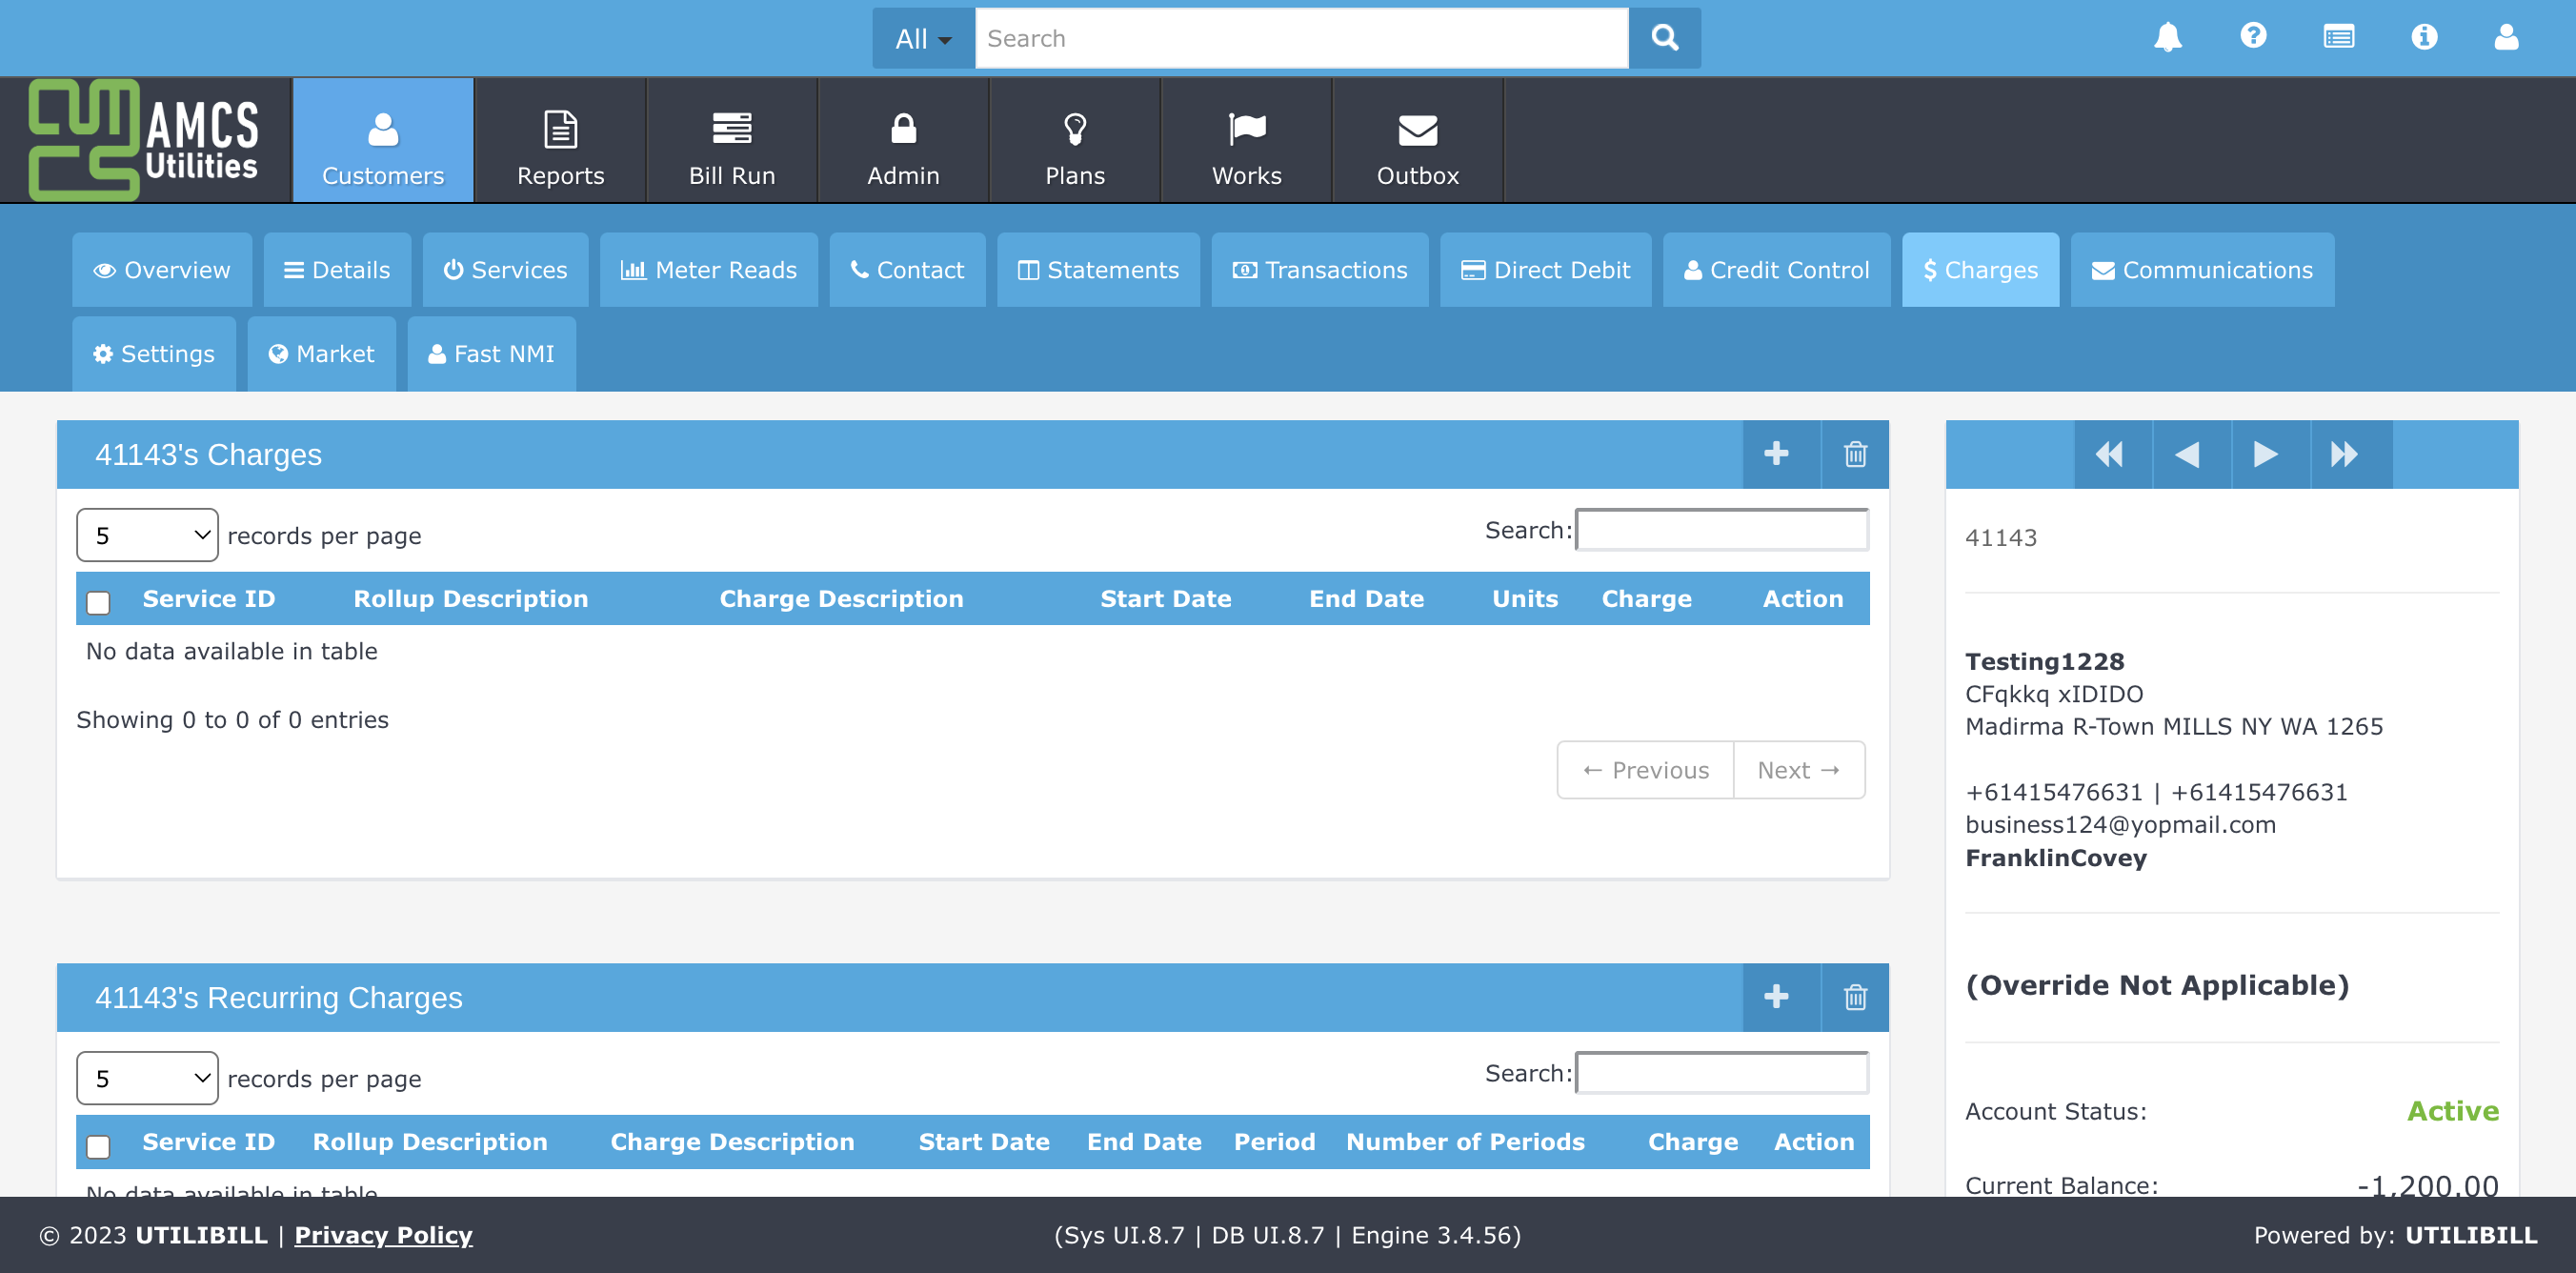 All
Search
AMCS
Utilities
Customers
Reports
Bill Run
Admin
Plans
Works
Outbox
Overview
Details
Services
Meter Reads
Contact
Statements
Transactions
Direct Debit
Credit Control
$ Charges
Communications
Settings
Market
Fast NMI
41143's Charges
5 records per page
Search:
Service ID Rollup Description Charge Description Start Date End Date Units Charge Action
No data available in table
Showing 0 to 0 of 0 entries
← Previous Next →
41143's Recurring Charges
5 records per page
Search:
Service ID Rollup Description Charge Description Start Date End Date Period Number of Periods Charge Action
No data available in table
41143
Testing1228
CFqkkq xIDIDO
Madirma R-Town MILLS NY WA 1265
+61415476631 | +61415476631
business124@yopmail.com
FranklinCovey
(Override Not Applicable)
Account Status: Active
Current Balance: -1,200.00
© 2023 UTILIBILL | Privacy Policy
(Sys UI.8.7 | DB UI.8.7 | Engine 3.4.56)
Powered by: UTILIBILL